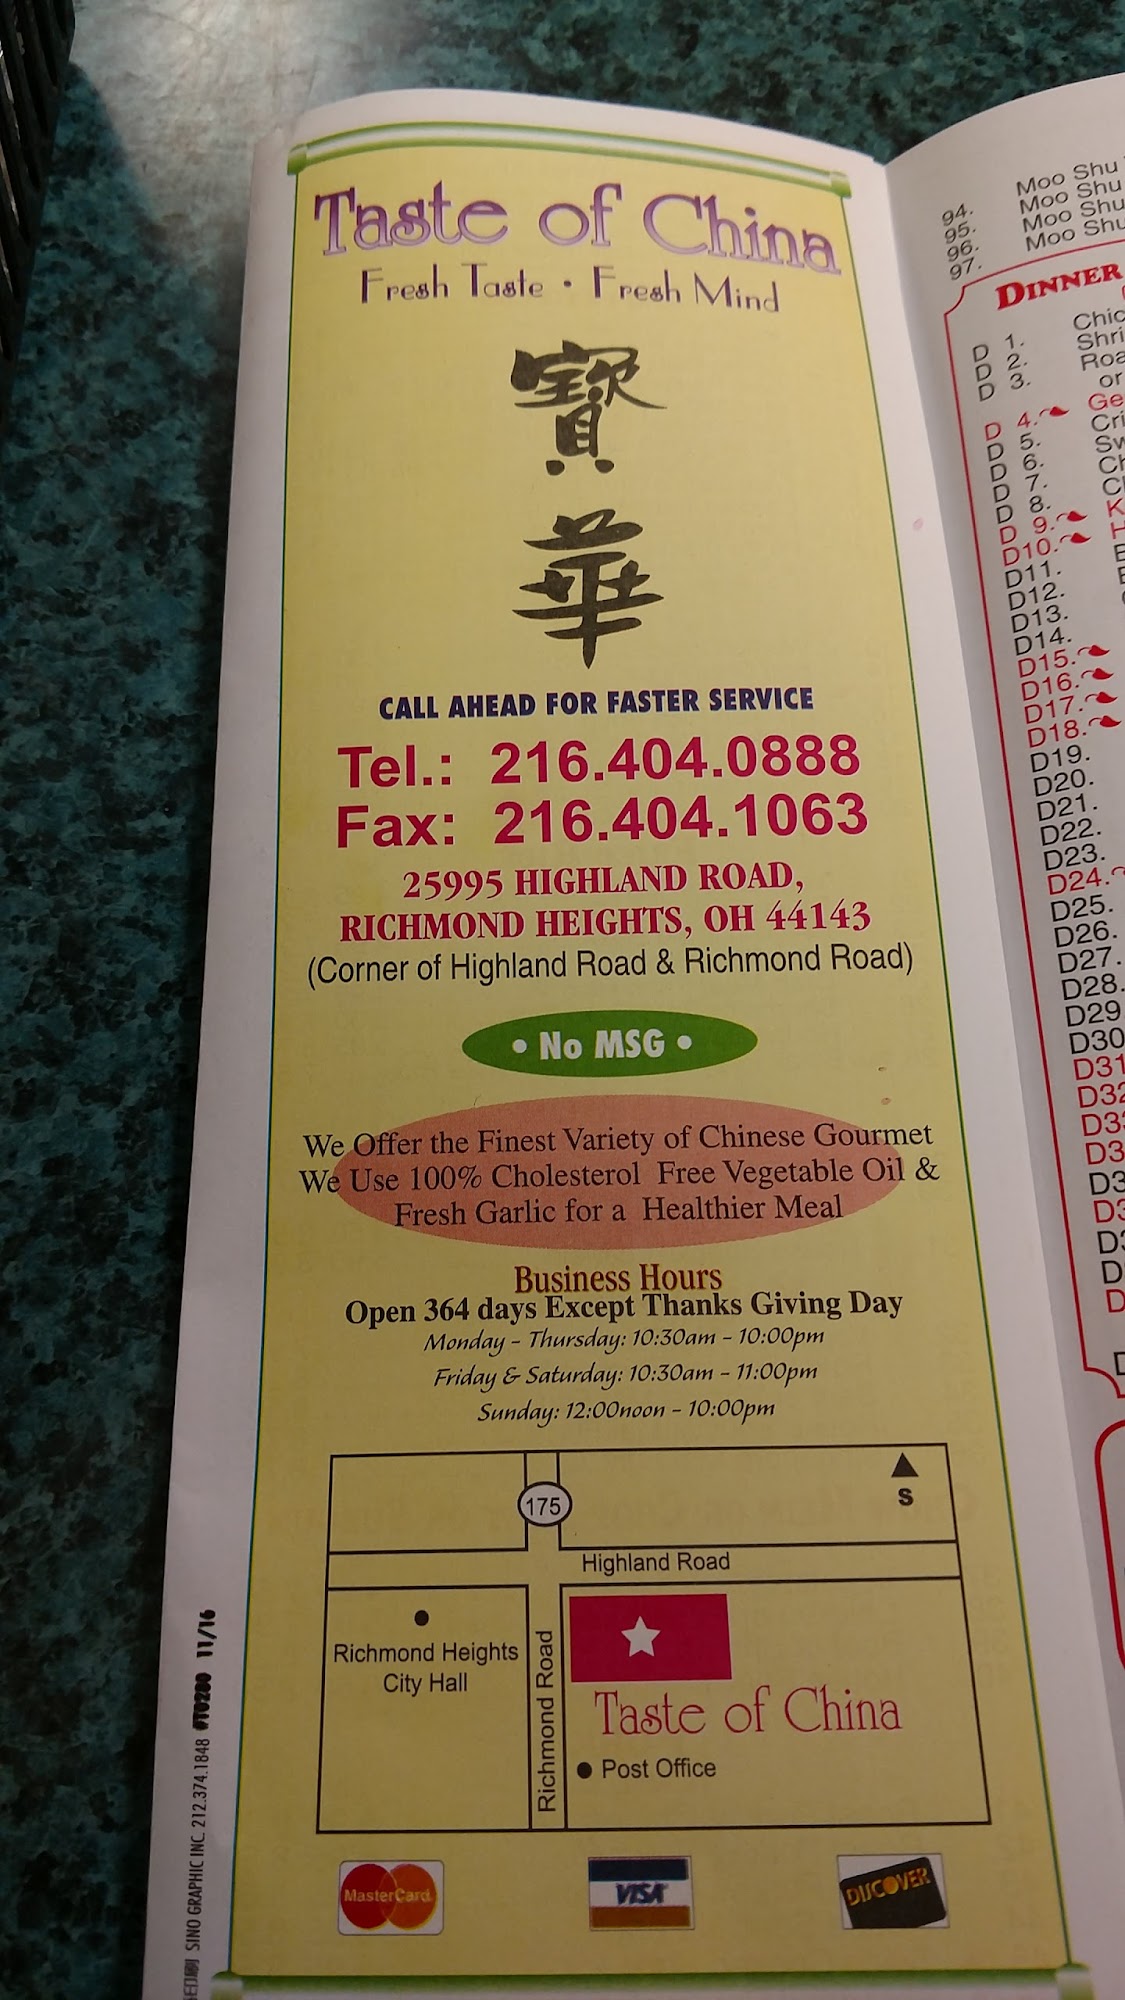 Taste of China
Fresh Taste • Fresh Mind
寶
華
CALL AHEAD FOR FASTER SERVICE
Tel.: 216.404.0888
Fax: 216.404.1063
25995 HIGHLAND ROAD,
RICHMOND HEIGHTS, OH 44143
(Corner of Highland Road & Richmond Road)
• No MSG •
We Offer the Finest Variety of Chinese Gourmet
We Use 100% Cholesterol Free Vegetable Oil &
Fresh Garlic for a Healthier Meal
Business Hours
Open 364 days Except Thanks Giving Day
Monday - Thursday: 10:30am - 10:00pm
Friday & Saturday: 10:30am - 11:00pm
Sunday: 12:00noon - 10:00pm
175
S
Highland Road
Richmond Heights
City Hall
Richmond Road
Taste of China
Post Office
MasterCard
VISA
DISCOVER
印刷 SINO GRAPHIC INC. 212.374.1848 #T0280 11/16
94. Moo Shu
95. Moo Shu
96. Moo Shu
97. Moo Shu
DINNER
D 1.
D 2.
D 3.
or
D 4.
D 5.
D 6.
D 7.
D 8.
D 9.
D10.
D11.
D12.
D13.
D14.
D15.
D16.
D17.
D18.
D19.
D20.
D21.
D22.
D23.
D24.
D25.
D26.
D27.
D28.
D29
D30
D31